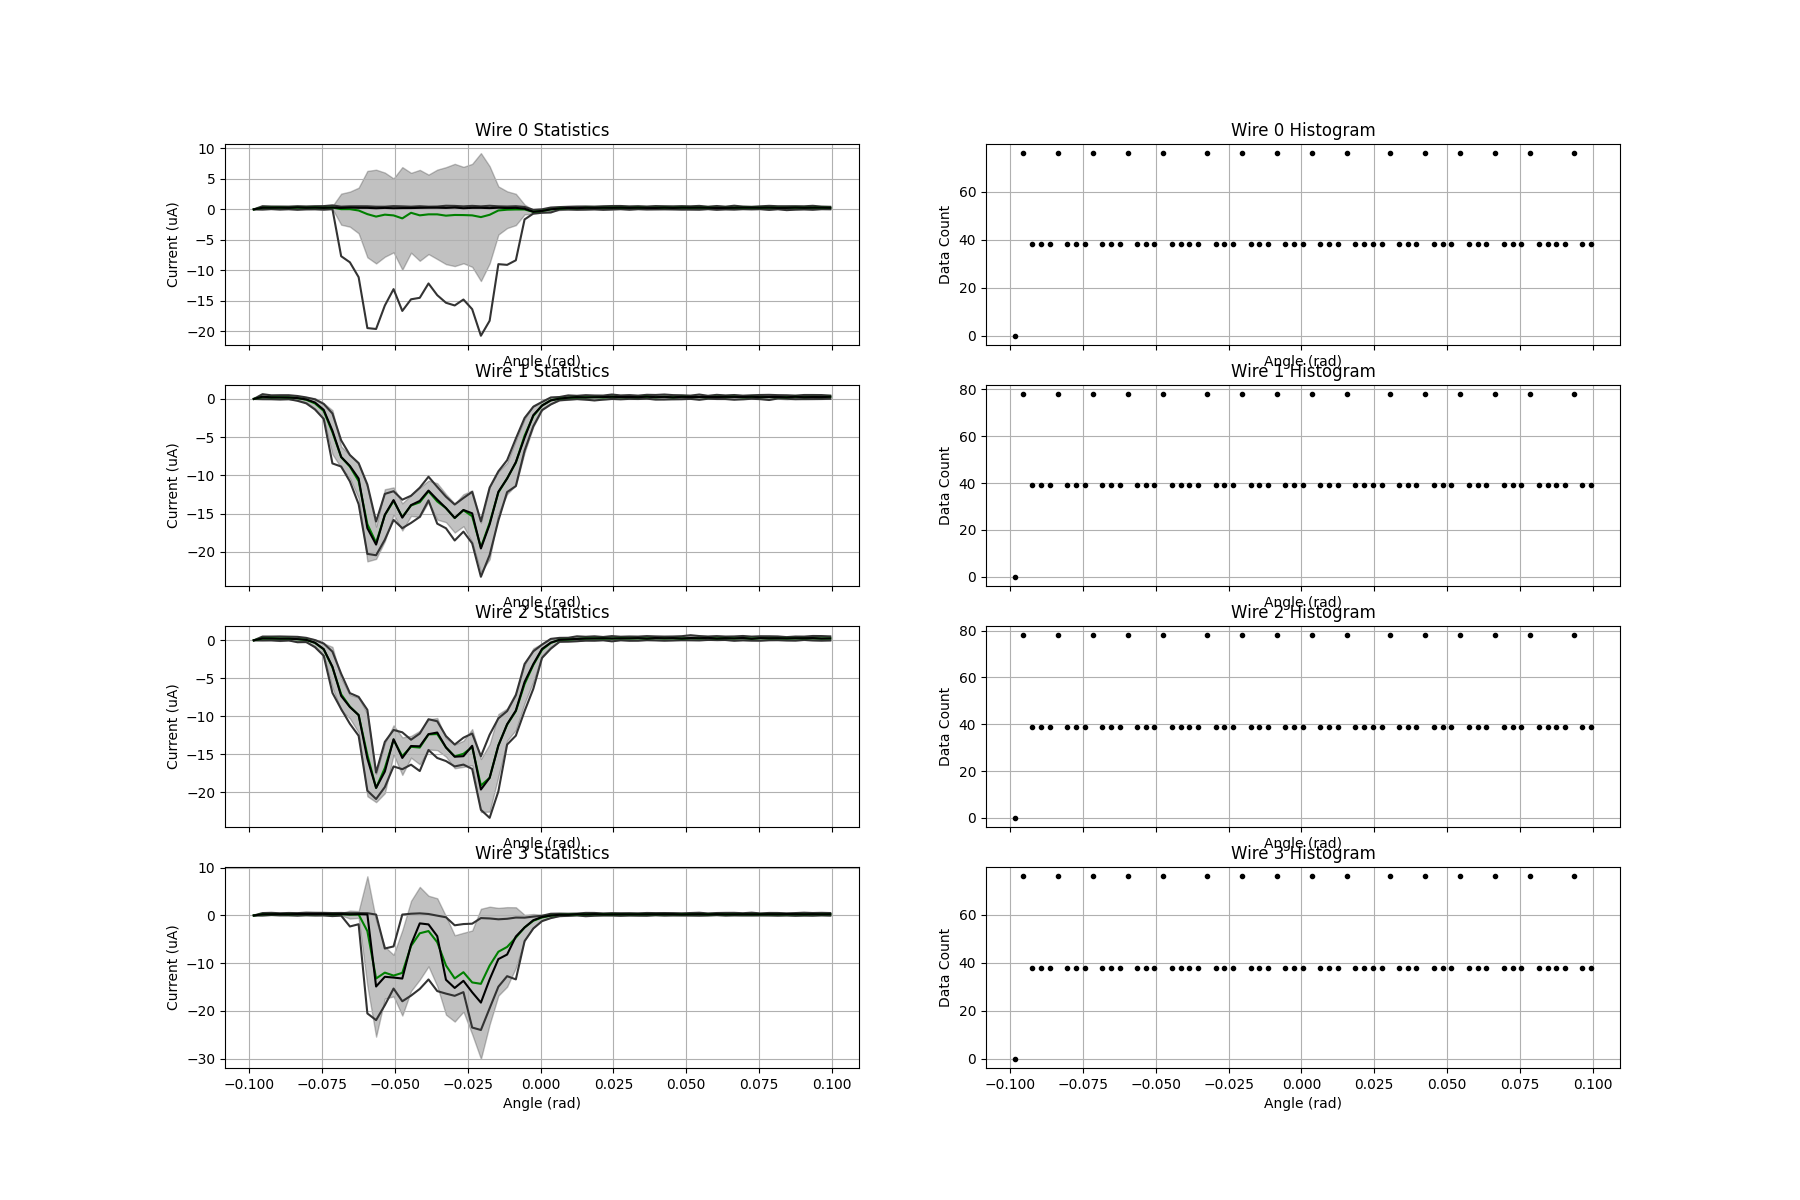 Wire 0 Statistics
Current (uA)
10
5
0
−5
−10
−15
−20
Angle (rad)
Wire 0 Histogram
Data Count
60
40
20
0
Angle (rad)
Wire 1 Statistics
Current (uA)
0
−5
−10
−15
−20
Angle (rad)
Wire 1 Histogram
Data Count
80
60
40
20
0
Angle (rad)
Wire 2 Statistics
Current (uA)
0
−5
−10
−15
−20
Angle (rad)
Wire 2 Histogram
Data Count
80
60
40
20
0
Angle (rad)
Wire 3 Statistics
Current (uA)
10
0
−10
−20
−30
−0.100 −0.075 −0.050 −0.025 0.000 0.025 0.050 0.075 0.100
Angle (rad)
Wire 3 Histogram
Data Count
60
40
20
0
−0.100 −0.075 −0.050 −0.025 0.000 0.025 0.050 0.075 0.100
Angle (rad)